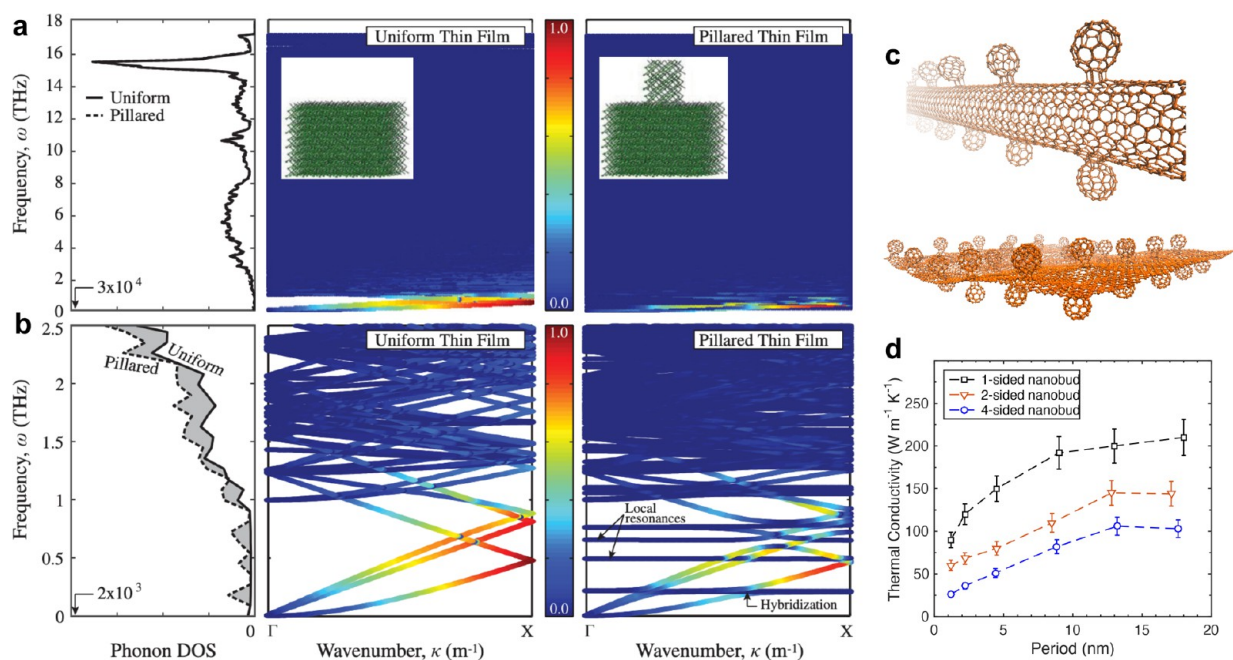 a
18
16
14
12
10
8
6
4
2
0
Frequency, ω (THz)
Uniform
Pillared
3x10⁴
Uniform Thin Film
1.0
0.0
Pillared Thin Film
b
2.5
2
1.5
1
0.5
0
Frequency, ω (THz)
Uniform
Pillared
2x10³
0
Phonon DOS
Uniform Thin Film
Γ
X
Wavenumber, κ (m⁻¹)
1.0
0.0
Pillared Thin Film
Local
resonances
Hybridization
Γ
X
Wavenumber, κ (m⁻¹)
c
d
Thermal Conductivity (W m⁻¹ K⁻¹)
300
250
200
150
100
50
25
0
1-sided nanobud
2-sided nanobud
4-sided nanobud
0
5
10
15
20
Period (nm)